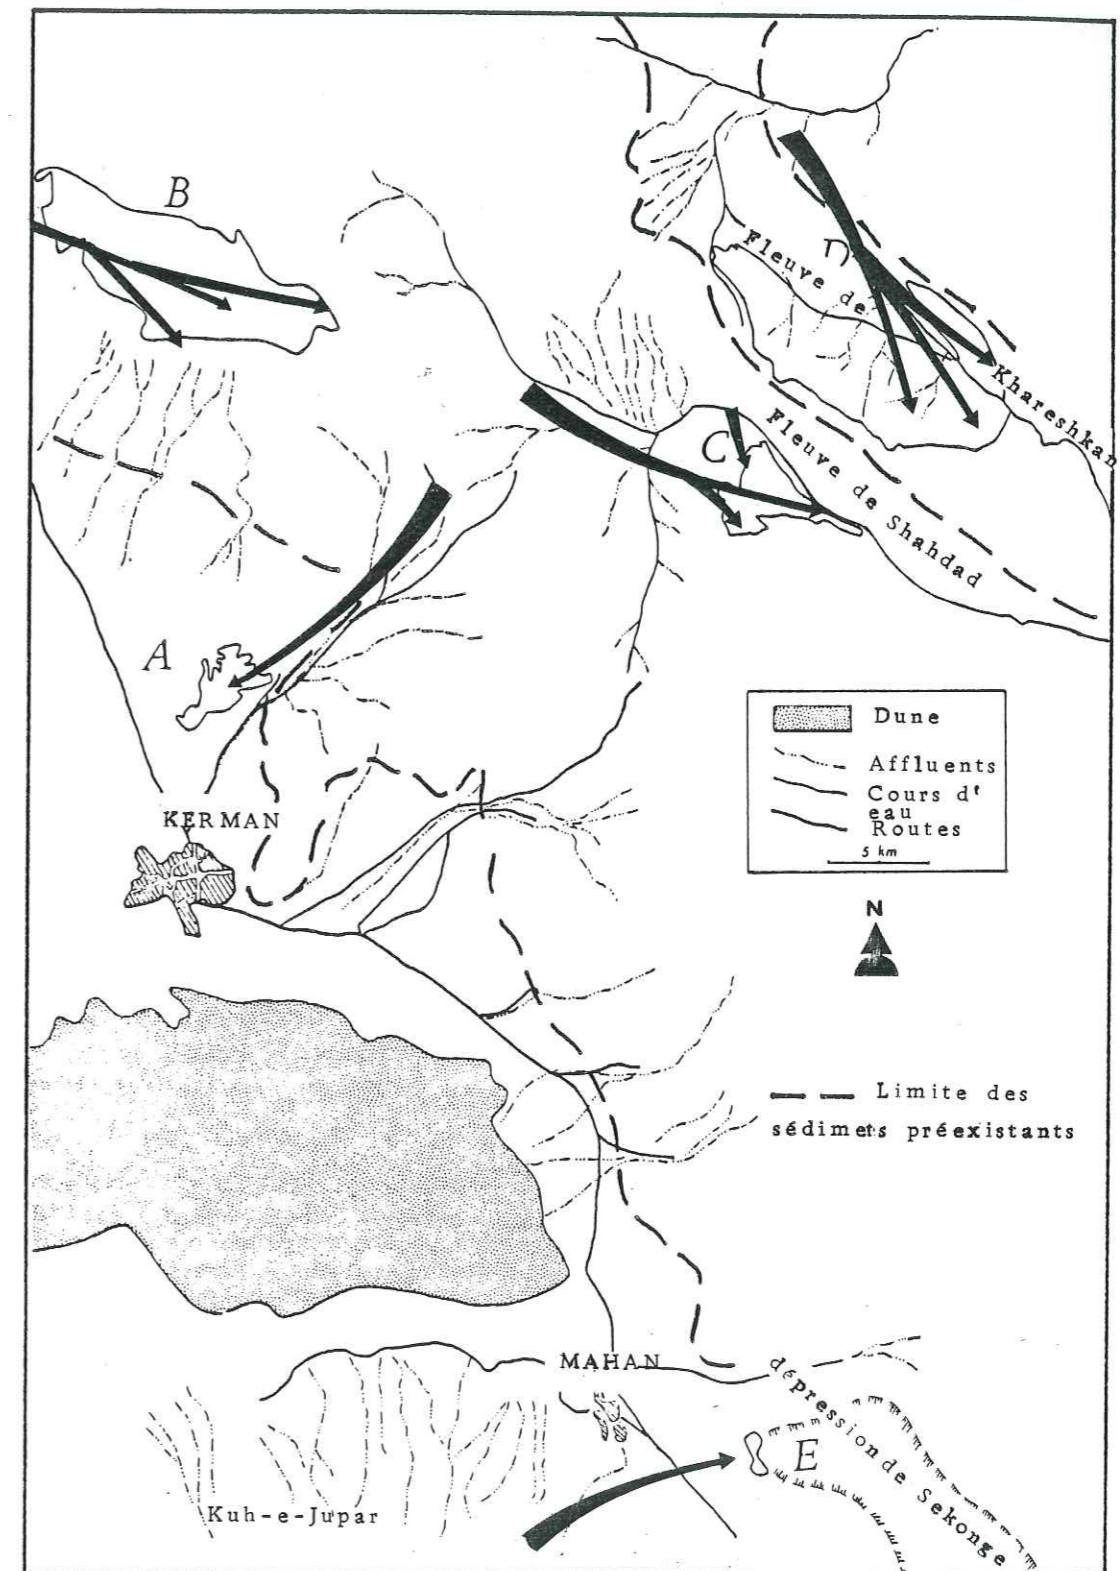 B
Fleuve de
Khareshkan
C
Fleuve de Shahdad
A
Dune
Affluents
Cours d'
eau
Routes
5 km
KERMAN
N
Limite des
sédimets préexistants
MAHAN
dépression de Sekonge
E
Kuh-e-Jupar